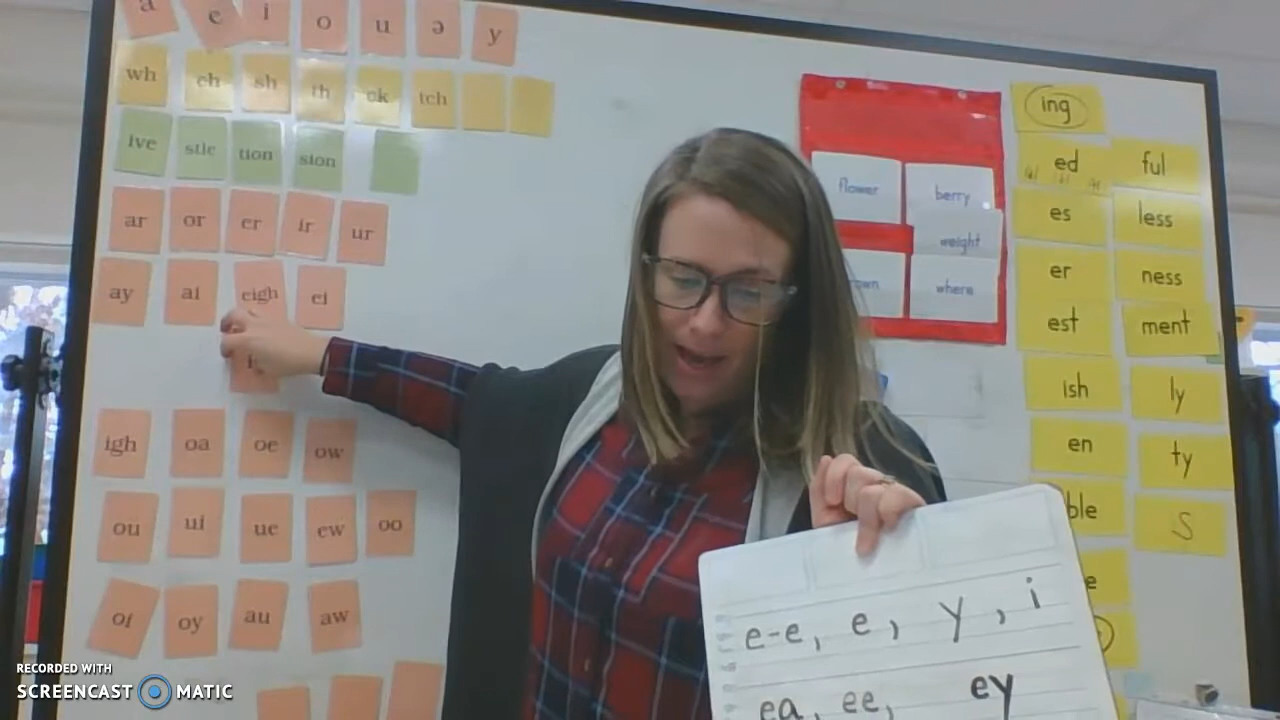 a e i o u ə y
wh ch sh th ck tch
ive stle tion sion
ar or er ir ur
ay ai eigh ei
igh oa oe ow
ou ui ue ew oo
oi oy au aw
flower berry
weight
where
ing
ed ful
es less
er ness
est ment
ish ly
en ty
ble S
e-e, e, y, i
ea, ee, ey
RECORDED WITH
SCREENCAST MATIC